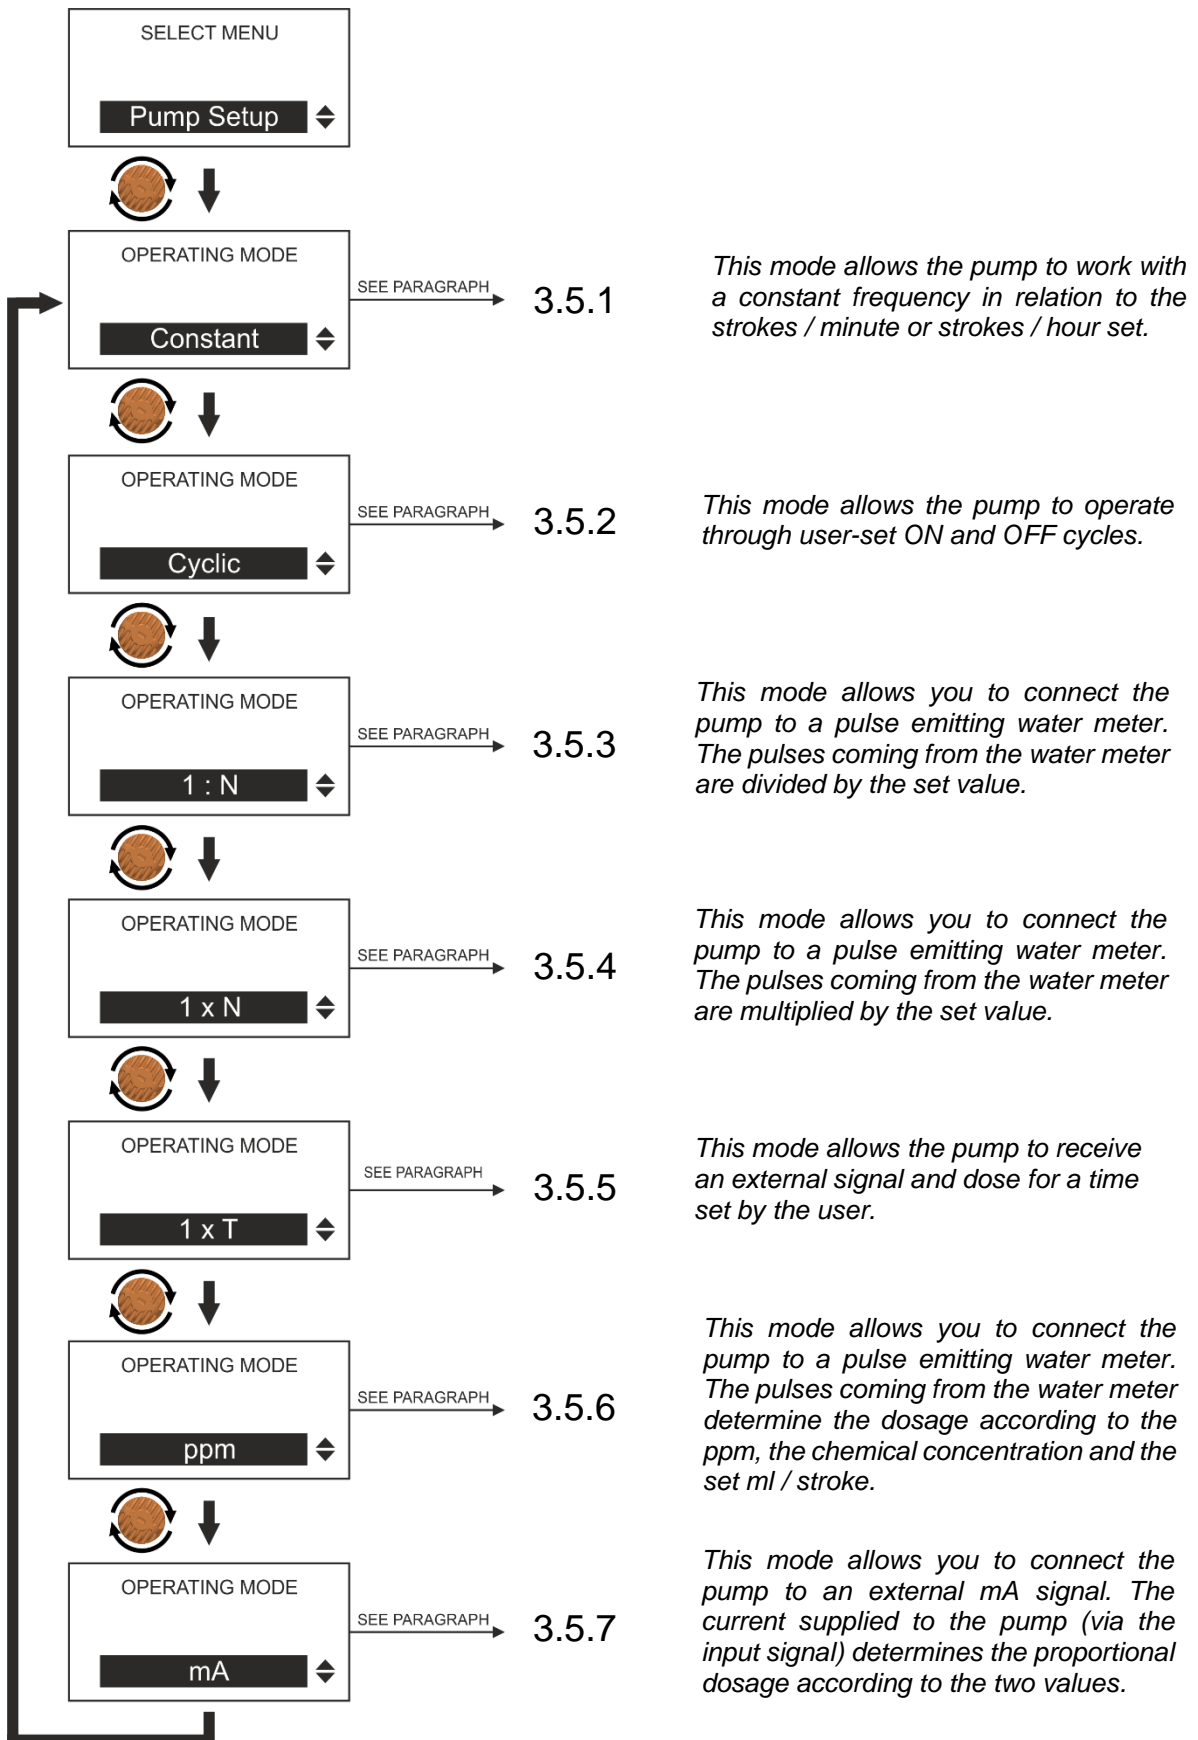 SELECT MENU
Pump Setup
OPERATING MODE
Constant
SEE PARAGRAPH
3.5.1
This mode allows the pump to work with
a constant frequency in relation to the
strokes / minute or strokes / hour set.
OPERATING MODE
Cyclic
SEE PARAGRAPH
3.5.2
This mode allows the pump to operate
through user-set ON and OFF cycles.
OPERATING MODE
1 : N
SEE PARAGRAPH
3.5.3
This mode allows you to connect the
pump to a pulse emitting water meter.
The pulses coming from the water meter
are divided by the set value.
OPERATING MODE
1 x N
SEE PARAGRAPH
3.5.4
This mode allows you to connect the
pump to a pulse emitting water meter.
The pulses coming from the water meter
are multiplied by the set value.
OPERATING MODE
1 x T
SEE PARAGRAPH
3.5.5
This mode allows the pump to receive
an external signal and dose for a time
set by the user.
OPERATING MODE
ppm
SEE PARAGRAPH
3.5.6
This mode allows you to connect the
pump to a pulse emitting water meter.
The pulses coming from the water meter
determine the dosage according to the
ppm, the chemical concentration and the
set ml / stroke.
OPERATING MODE
mA
SEE PARAGRAPH
3.5.7
This mode allows you to connect the
pump to an external mA signal. The
current supplied to the pump (via the
input signal) determines the proportional
dosage according to the two values.